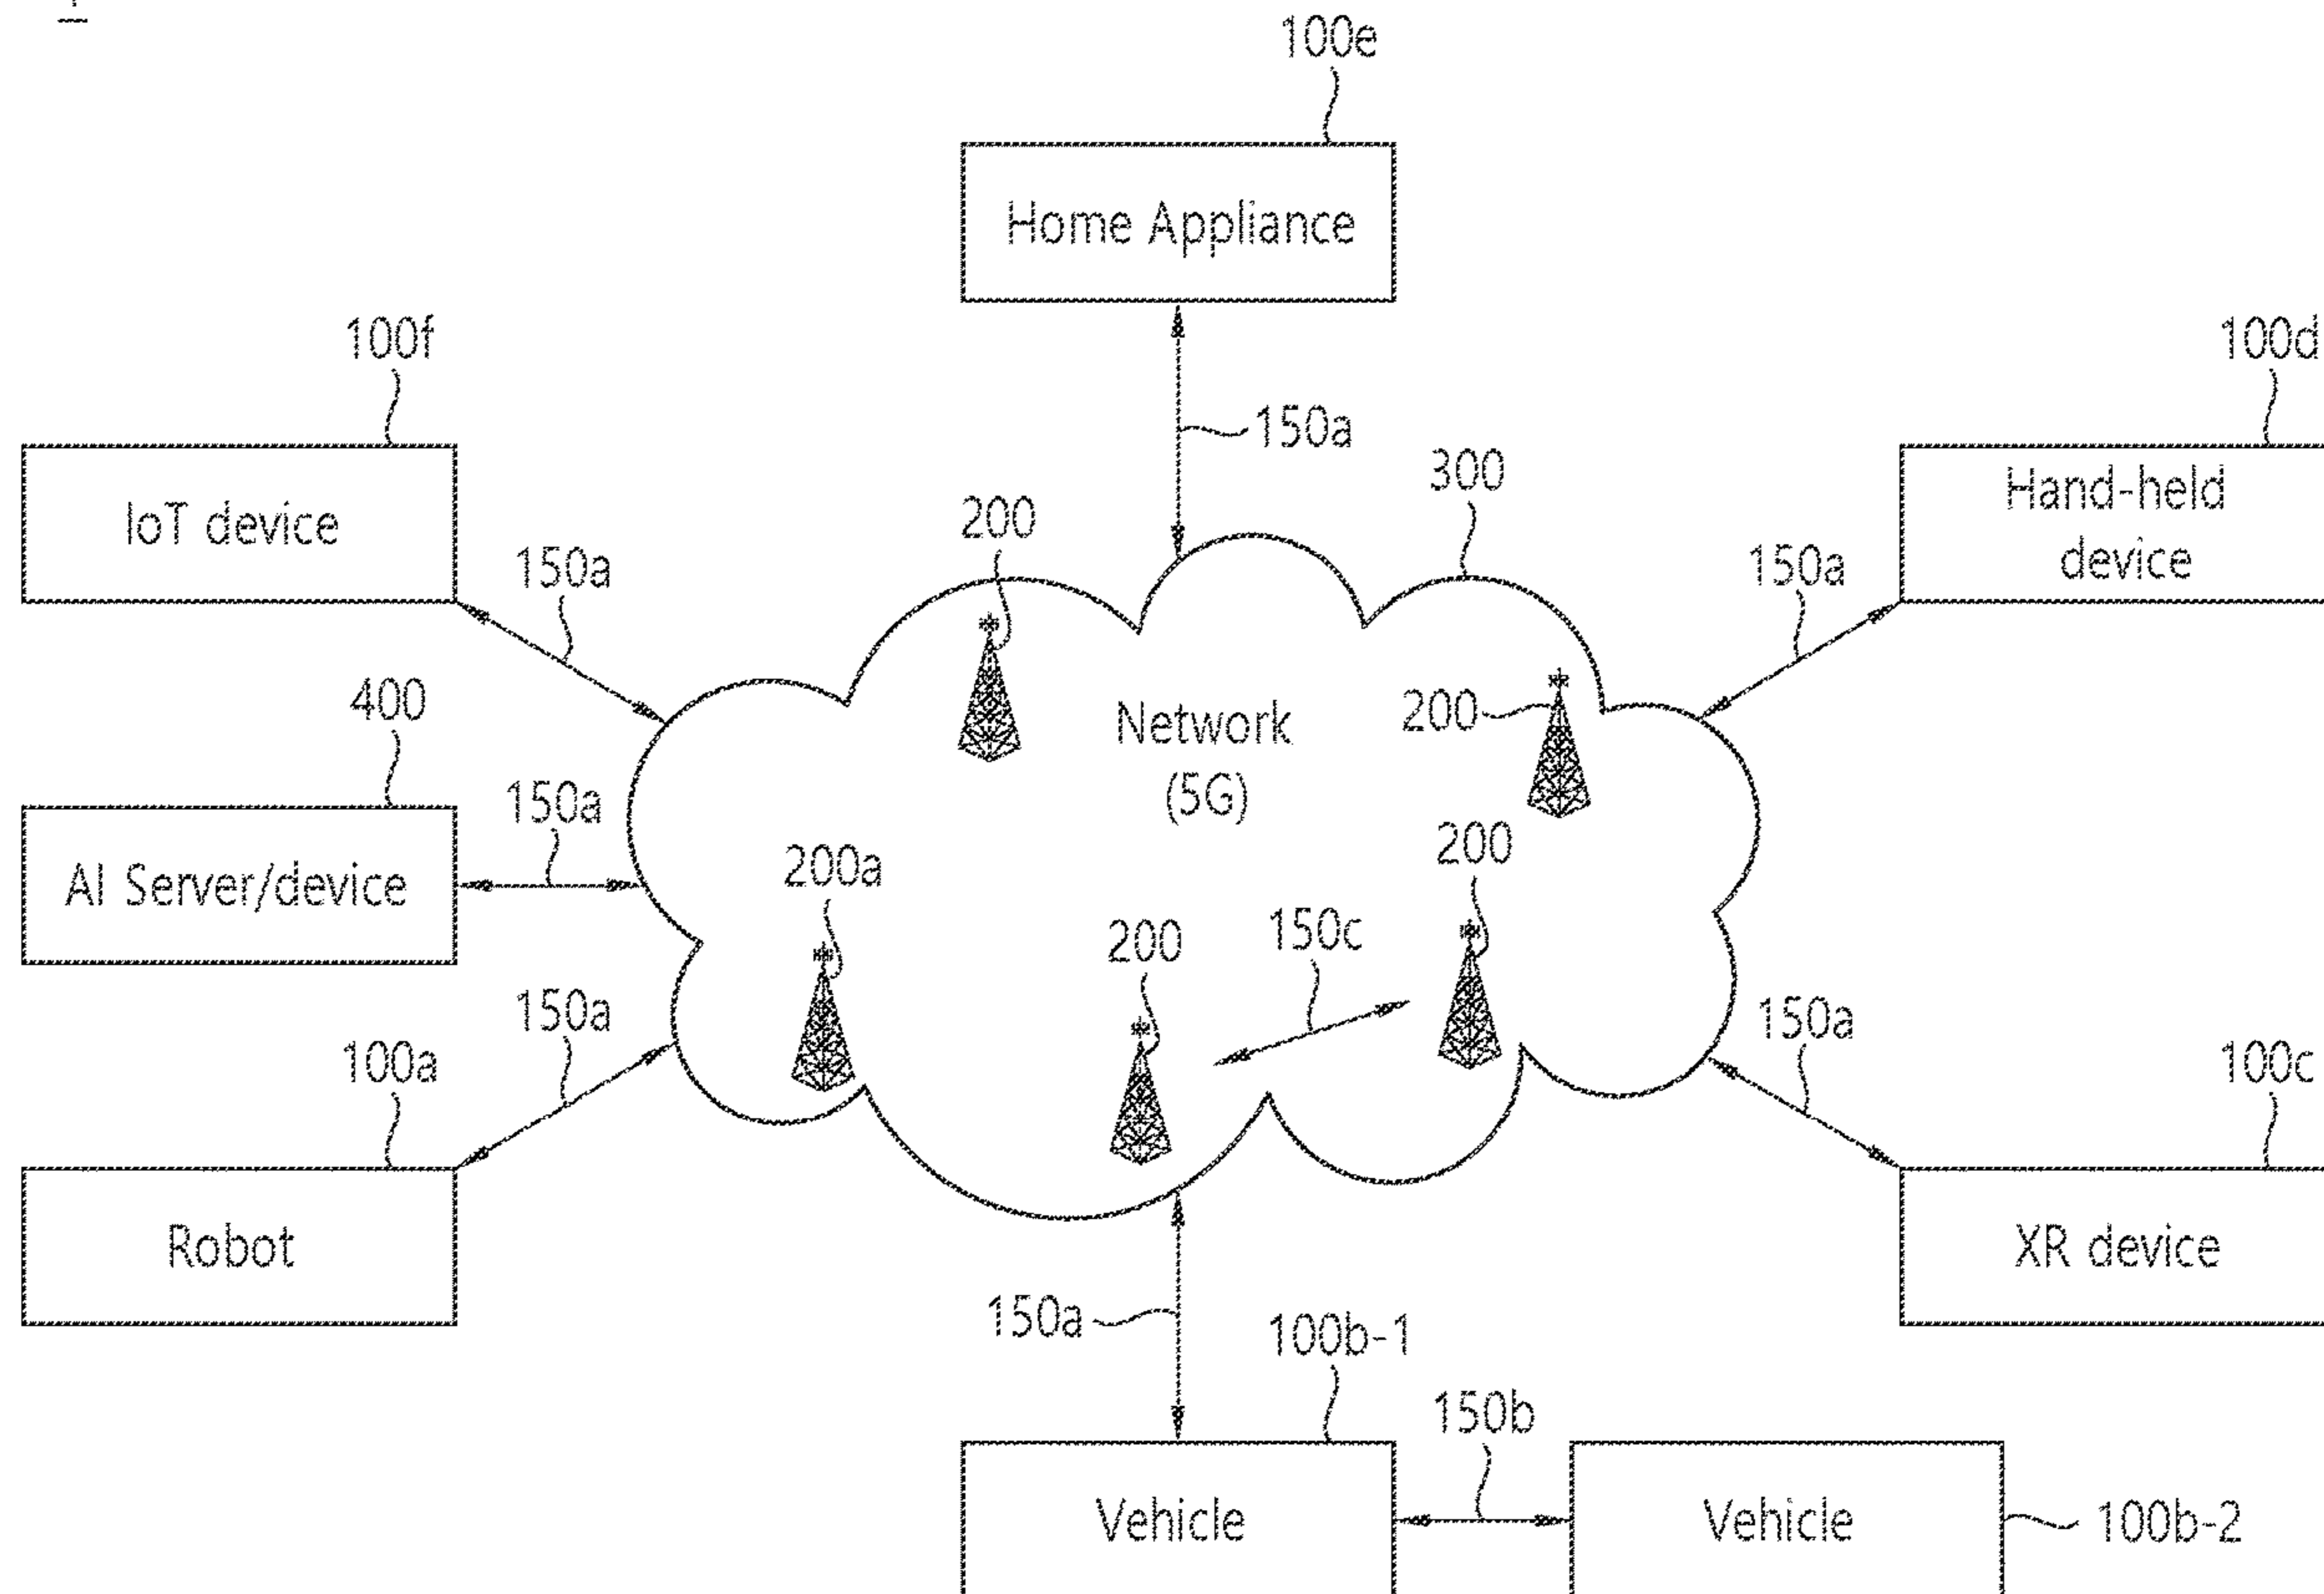 100e
Home Appliance
100f
100d
150a
300
IoT device
Hand-held
device
200
150a
150a
400
200
Network
(5G)
150a
200
AI Server/device
200a
200
150c
150a
150a
100a
100c
Robot
XR device
150a
100b-1
150b
Vehicle
Vehicle
100b-2